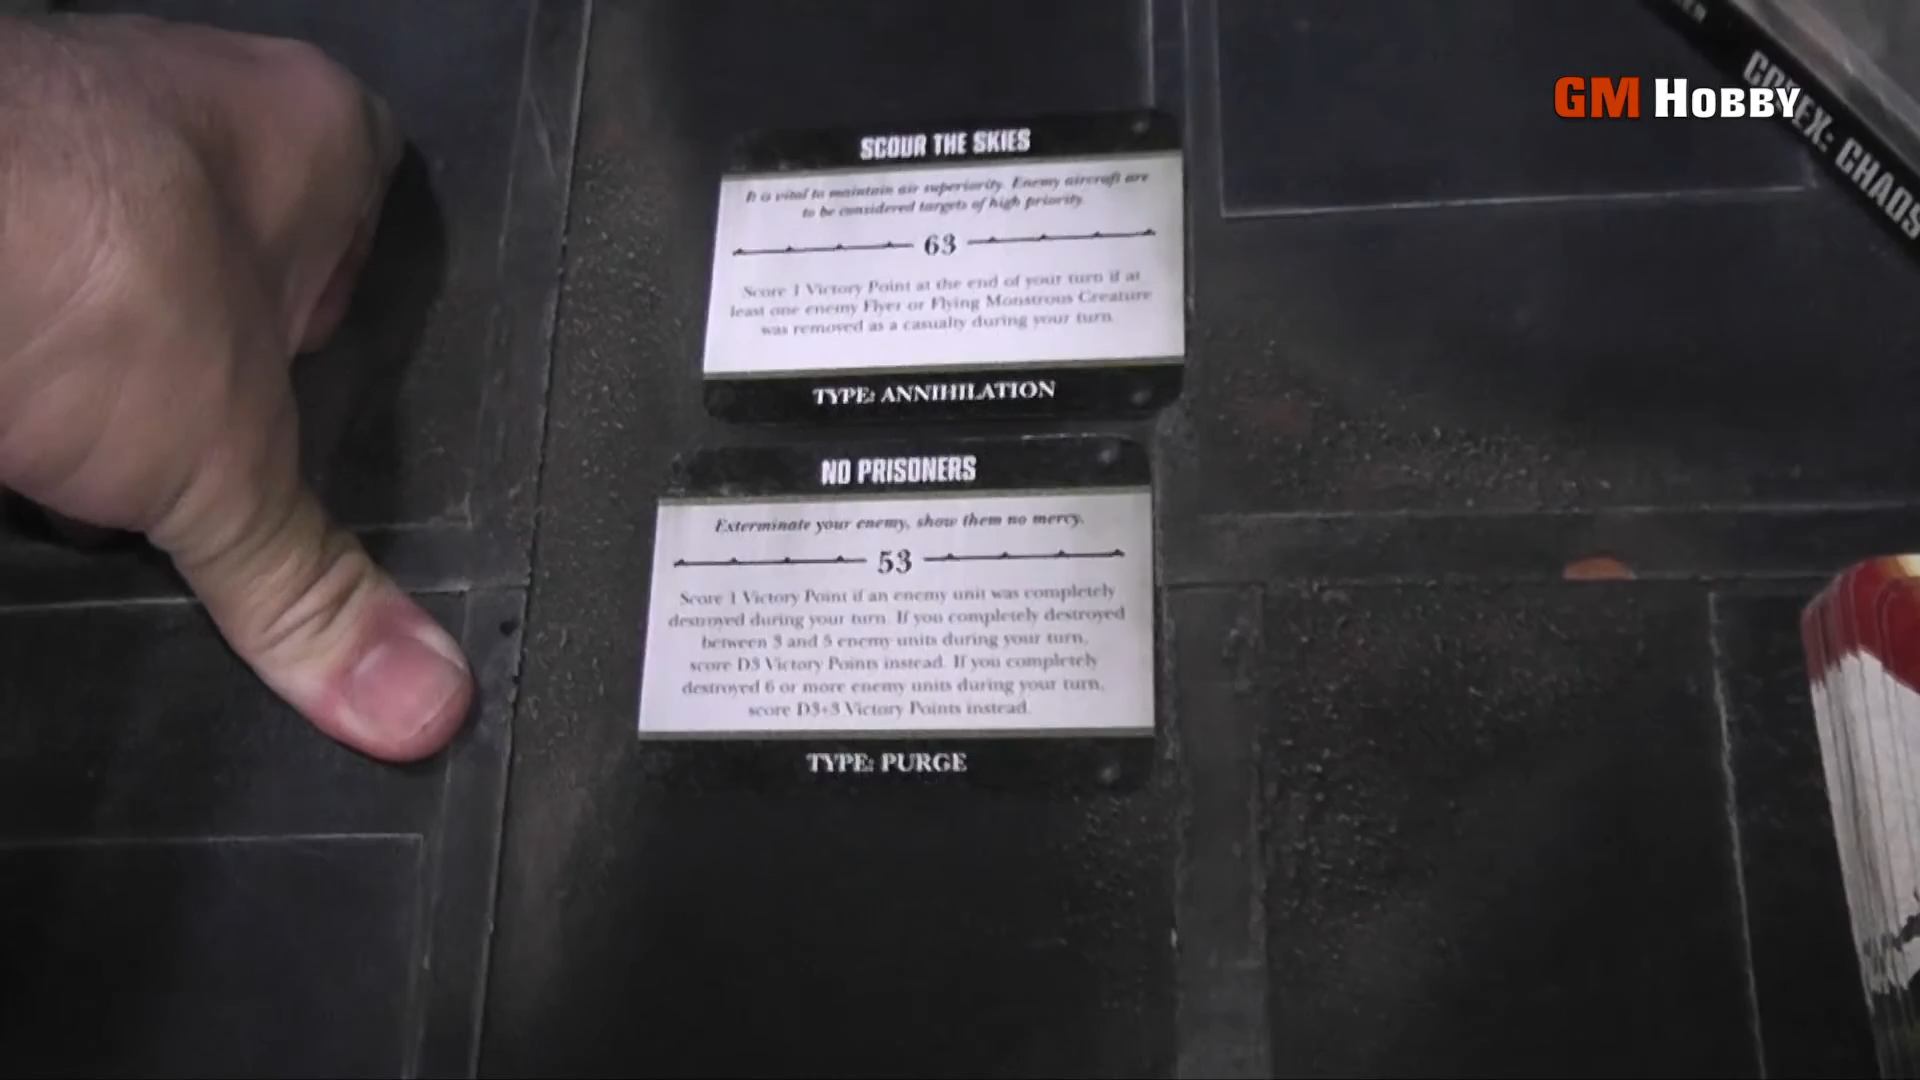 GM HOBBY
CODEX: CHAOS
SCOUR THE SKIES
It is vital to maintain air superiority. Enemy aircraft are
to be considered targets of high priority.
63
Score 1 Victory Point at the end of your turn if at
least one enemy Flyer or Flying Monstrous Creature
was removed as a casualty during your turn.
TYPE: ANNIHILATION
NO PRISONERS
Exterminate your enemy, show them no mercy.
53
Score 1 Victory Point if an enemy unit was completely
destroyed during your turn. If you completely destroyed
between 3 and 5 enemy units during your turn,
score D3 Victory Points instead. If you completely
destroyed 6 or more enemy units during your turn,
score D3+3 Victory Points instead.
TYPE: PURGE